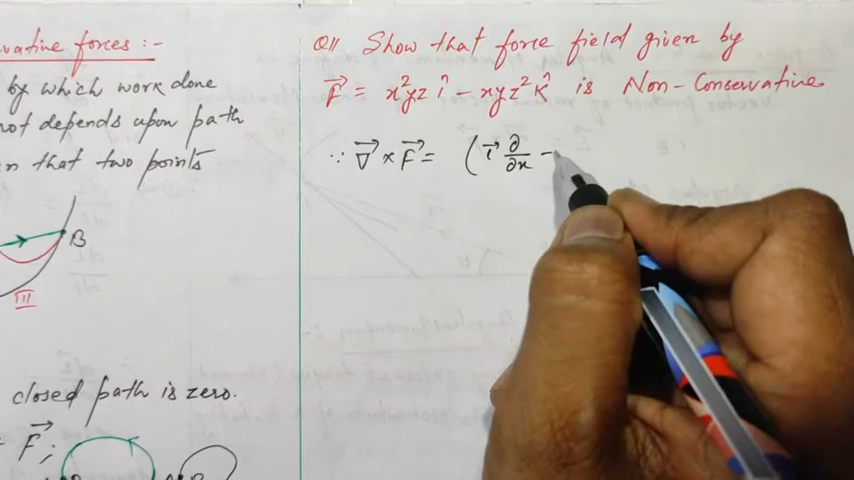 vative forces :-
by which work done
not depends upon path
n that two points
B
III
closed path is zero.
F⃗ ;
Q11 Show that force field given by
F⃗ = x²yz î - xyz² k̂ is Non-Conservative.
∵ ∇⃗ × F⃗ = ( i⃗ ∂/∂x -